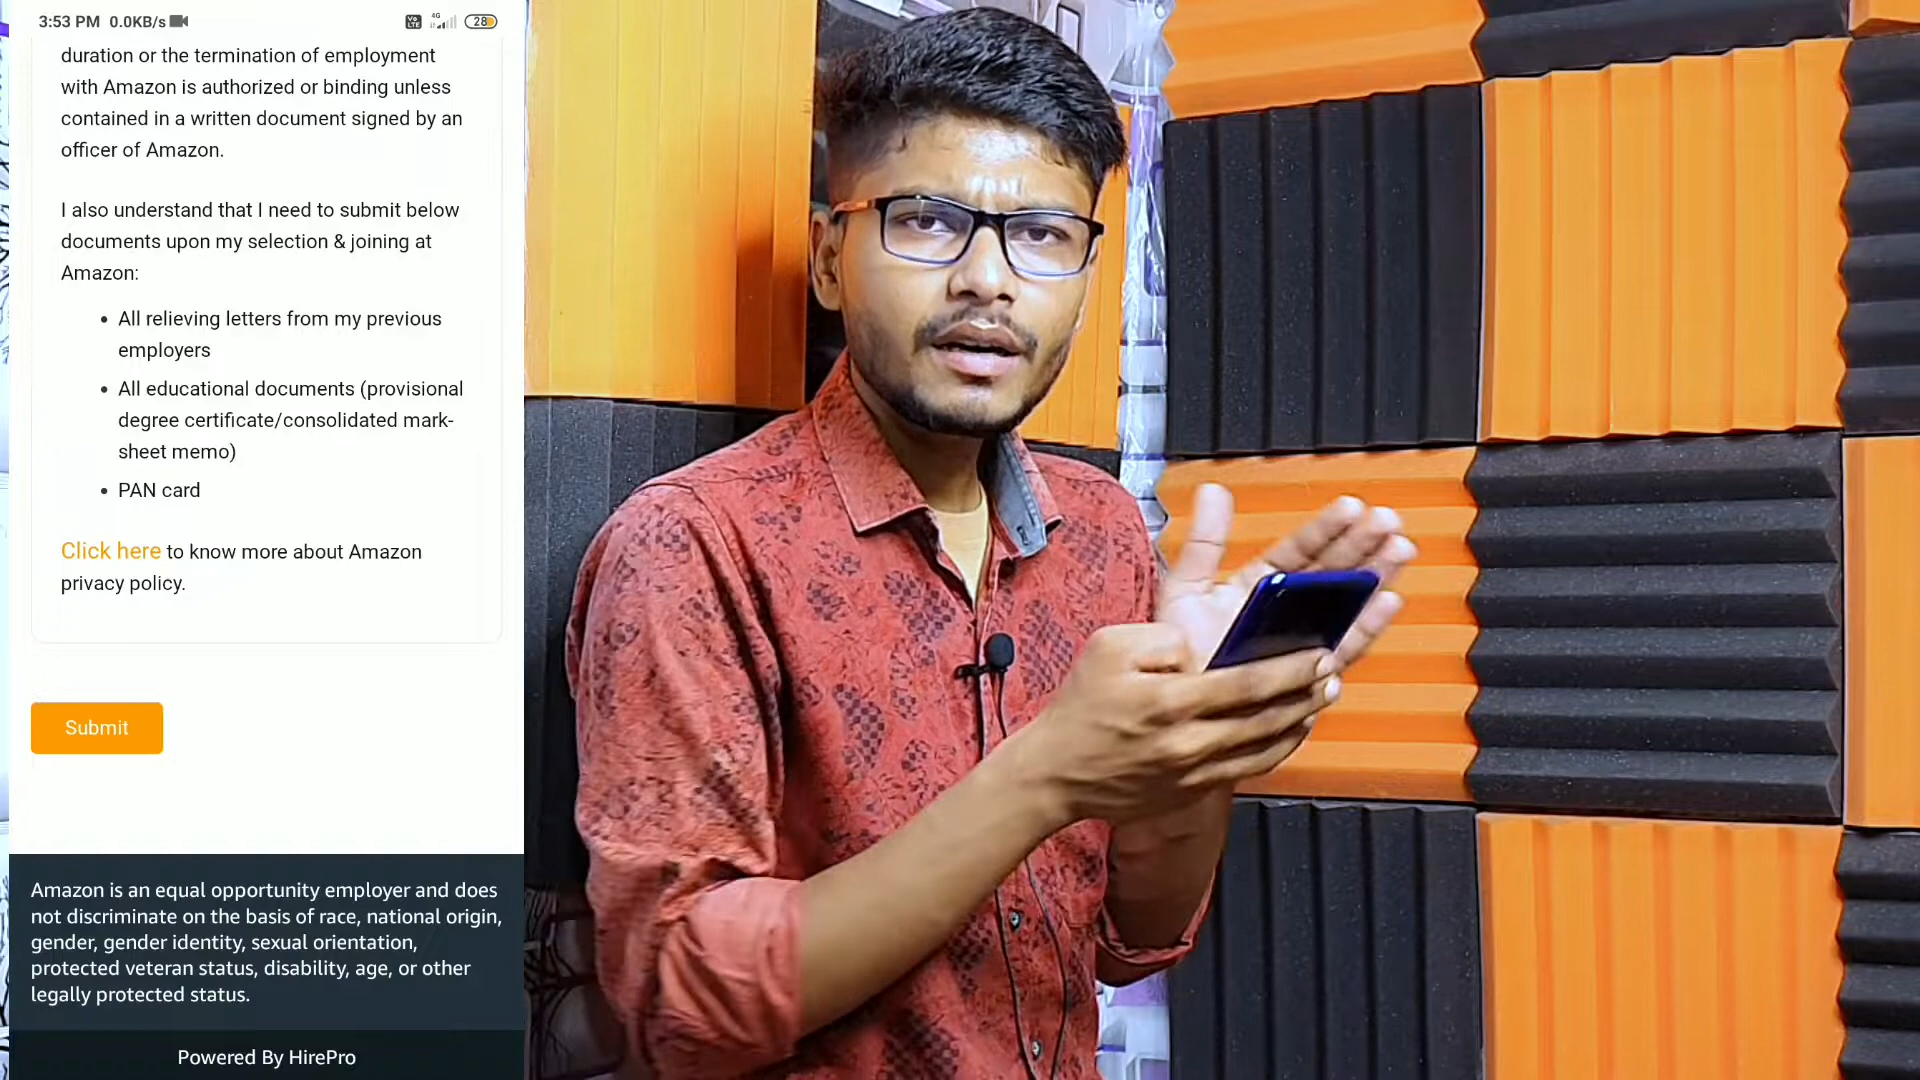 3:53 PM 0.0KB/s
Vo LTE 4G 28
duration or the termination of employment
with Amazon is authorized or binding unless
contained in a written document signed by an
officer of Amazon.
I also understand that I need to submit below
documents upon my selection & joining at
Amazon:
• All relieving letters from my previous
employers
• All educational documents (provisional
degree certificate/consolidated mark-
sheet memo)
• PAN card
Click here to know more about Amazon
privacy policy.
Submit
Amazon is an equal opportunity employer and does
not discriminate on the basis of race, national origin,
gender, gender identity, sexual orientation,
protected veteran status, disability, age, or other
legally protected status.
Powered By HirePro